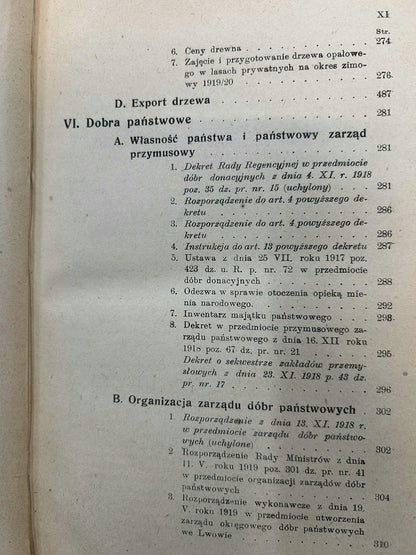 XI
Str.
6. Ceny drewna . . . . . . . . . . 274
7. Zajęcie i przygotowanie drzewa opałowe-
go w lasach prywatnych na okres zimo-
wy 1919/20 . . . . . . . . . . 276
D. Export drzewa . . . . . . . . . . 487
VI. Dobra państwowe . . . . . . . . . . 281
A. Własność państwa i państwowy zarząd
przymusowy . . . . . . . . . . 281
1. Dekret Rady Regencyjnej w przedmiocie
dóbr donacyjnych z dnia 4. XI. r. 1918
poz. 35 dz. pr. nr. 15 (uchylony) . . . . 281
2. Rozporządzenie do art. 4 powyższego de-
kretu . . . . . . . . . . 286
3. Rozporządzenie do art. 4 powyższego de-
kretu . . . . . . . . . . 286
4. Instrukcja do art. 13 powyższego dekretu 287
5. Ustawa z dnia 25 VII. roku 1917 poz.
423 dz. u. R. p. nr. 72 w przedmiocie
dóbr donacyjnych . . . . . . . . 288
6. Odezwa w sprawie otoczenia opieką mie-
nia narodowego. . . . . . . . . 292
7. Inwentarz majątku państwowego . . . . 293
8. Dekret w przedmiocie przymusowego za-
rządu państwowego z dnia 16. XII roku
1918 poz. 67 dz. pr. nr. 21 . . . . . 295
Dekret o sekwestrze zakładów przemy-
słowych z dnia 23. XI. 1918 p. 43 dz.
pr. nr. 17 . . . . . . . . . . 296
B. Organizacja zarządu dóbr państwowych . . 302
1 Rozporządzenie z dnia 13. XI. 1918 r.
w przedmiocie zarządu dobr państwo-
wych (uchylone) . . . . . . . . 302
2 Rozporządzenie Rady Ministrów z dnia
11. V. roku 1919 poz. 301 dz. pr. nr. 41
w przedmiocie organizacji zarządów dóbr
państwowych . . . . . . . . . . 304
3. Rozporządzenie wykonawcze z dnia 19.
V. roku 1919 w przedmiocie utworzenia
zarządu okręgowego dóbr państwowych
we Lwowie . . . . . . . . . . 310